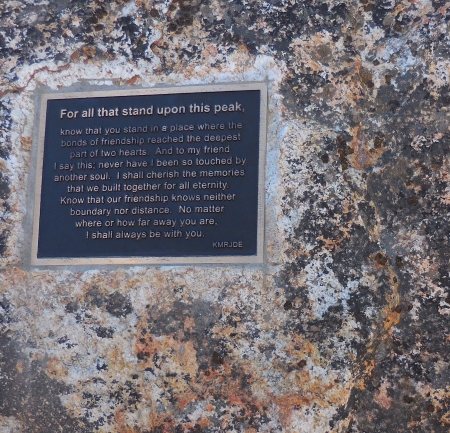 For all that stand upon this peak,
know that you stand in a place where the
bonds of friendship reached the deepest
part of two hearts. And to my friend
I say this; never have I been so touched by
another soul. I shall cherish the memories
that we built together for all eternity.
Know that our friendship knows neither
boundary nor distance. No matter
where or how far away you are,
I shall always be with you.
KMRJDE